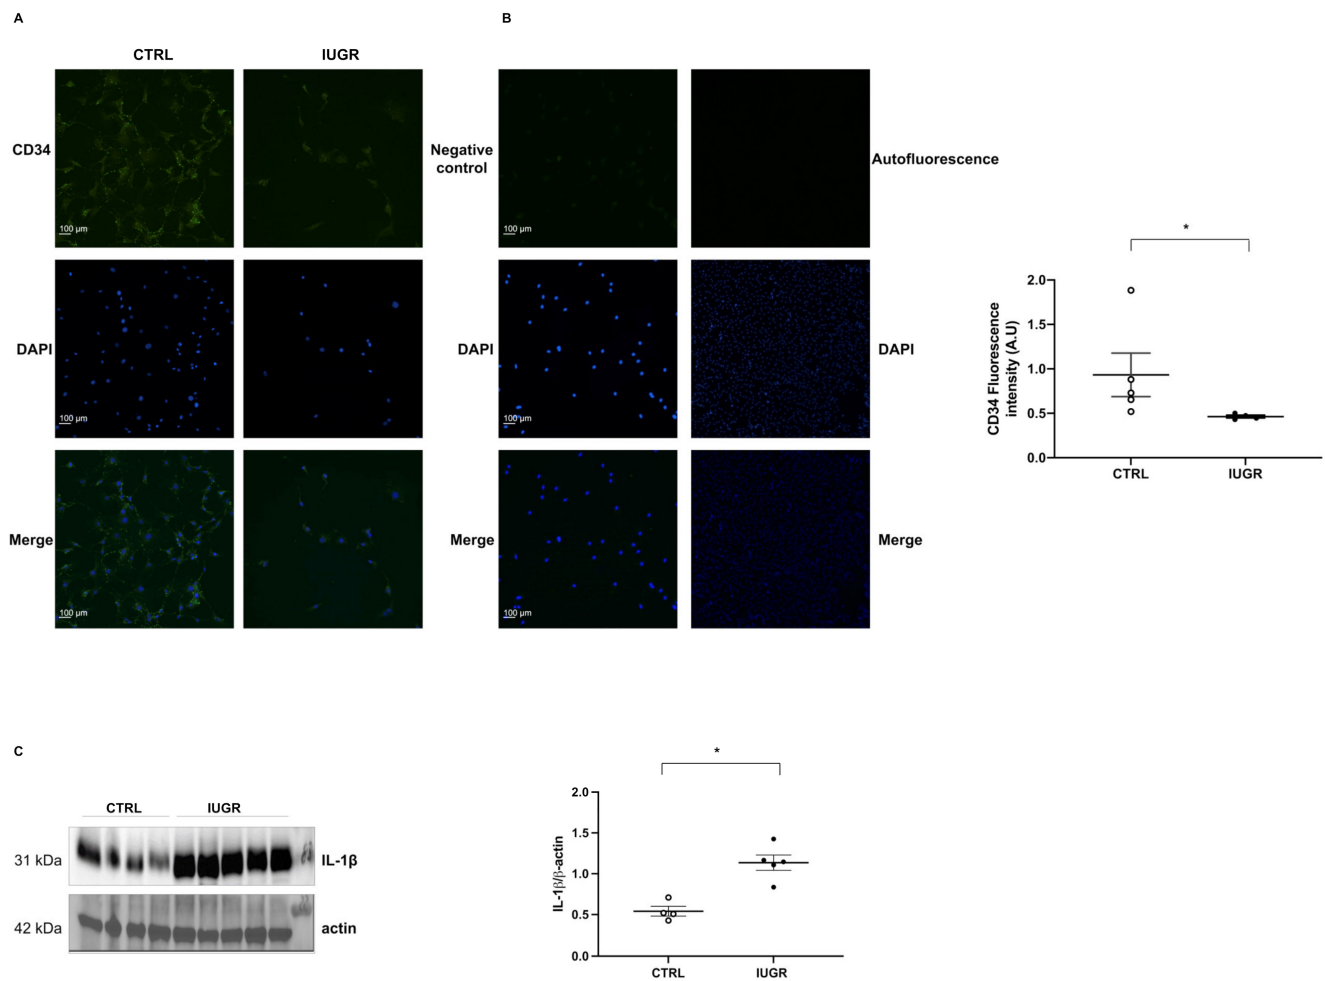 A
B
CTRL
IUGR
CD34
Negative
control
Autofluorescence
100 µm
100 µm
DAPI
DAPI
DAPI
100 µm
100 µm
Merge
Merge
Merge
100 µm
100 µm
*
CD34 Fluorescence
intensity (A.U)
2.0
1.5
1.0
0.5
0.0
CTRL
IUGR
C
CTRL
IUGR
31 kDa
IL-1β
42 kDa
actin
*
IL-1β/β-actin
2.0
1.5
1.0
0.5
0.0
CTRL
IUGR